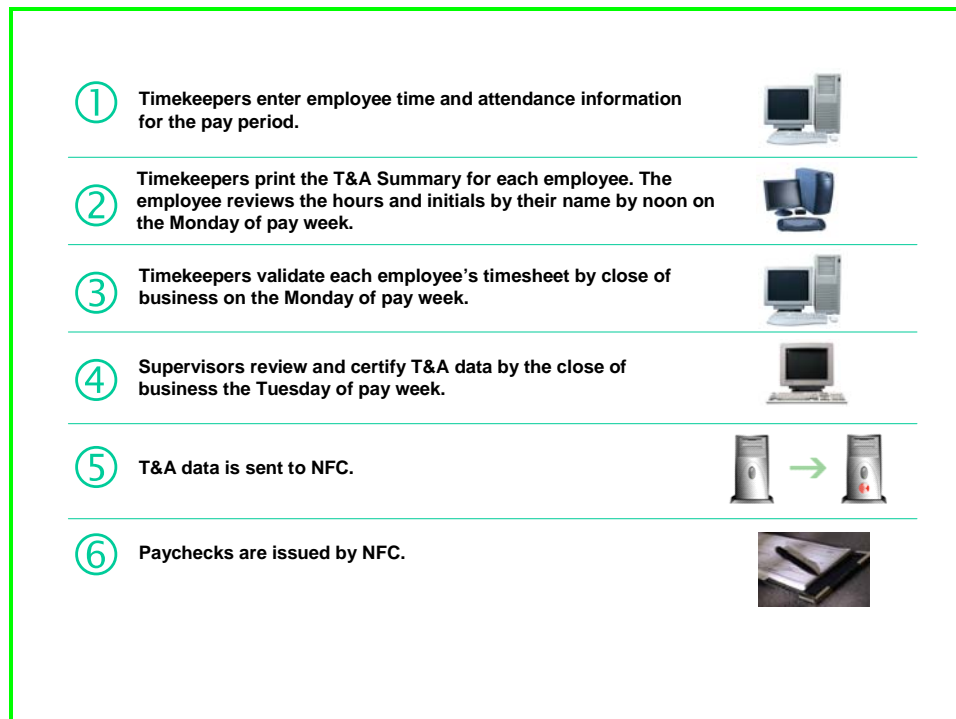 ①
Timekeepers enter employee time and attendance information
for the pay period.
②
Timekeepers print the T&A Summary for each employee. The
employee reviews the hours and initials by their name by noon on
the Monday of pay week.
③
Timekeepers validate each employee’s timesheet by close of
business on the Monday of pay week.
④
Supervisors review and certify T&A data by the close of
business the Tuesday of pay week.
⑤
T&A data is sent to NFC.
⑥
Paychecks are issued by NFC.